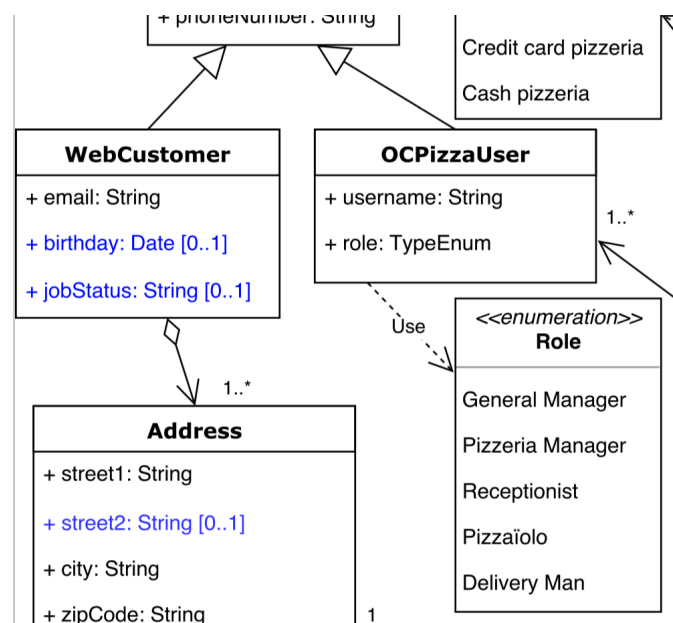 + phoneNumber: String
Credit card pizzeria
Cash pizzeria
WebCustomer
+ email: String
+ birthday: Date [0..1]
+ jobStatus: String [0..1]
OCPizzaUser
+ username: String
+ role: TypeEnum
1..*
Use
<<enumeration>>
Role
General Manager
Pizzeria Manager
Receptionist
Pizzaïolo
Delivery Man
1..*
Address
+ street1: String
+ street2: String [0..1]
+ city: String
+ zipCode: String
1